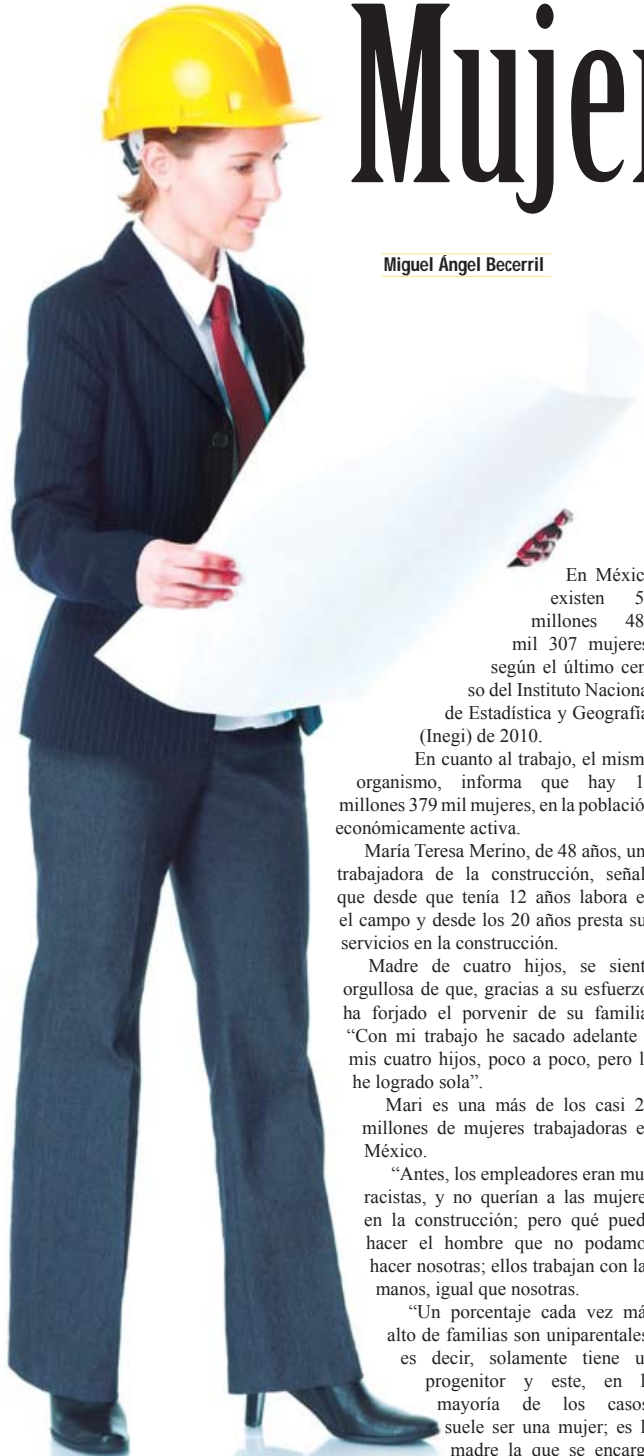 Mujer
Miguel Ángel Becerril
En Méxic
existen 5
millones 48
mil 307 mujeres
según el último cen
so del Instituto Naciona
de Estadística y Geografía
(Inegi) de 2010.
En cuanto al trabajo, el mism
organismo, informa que hay 1
millones 379 mil mujeres, en la població
económicamente activa.
María Teresa Merino, de 48 años, un
trabajadora de la construcción, señal
que desde que tenía 12 años labora e
el campo y desde los 20 años presta su
servicios en la construcción.
Madre de cuatro hijos, se sient
orgullosa de que, gracias a su esfuerzo
ha forjado el porvenir de su familia
“Con mi trabajo he sacado adelante
mis cuatro hijos, poco a poco, pero l
he logrado sola”.
Mari es una más de los casi 2
millones de mujeres trabajadoras e
México.
“Antes, los empleadores eran mu
racistas, y no querían a las mujere
en la construcción; pero qué pued
hacer el hombre que no podamo
hacer nosotras; ellos trabajan con la
manos, igual que nosotras.
“Un porcentaje cada vez má
alto de familias son uniparentales
es decir, solamente tiene u
progenitor y este, en l
mayoría de los casos
suele ser una mujer; es l
madre la que se encarg